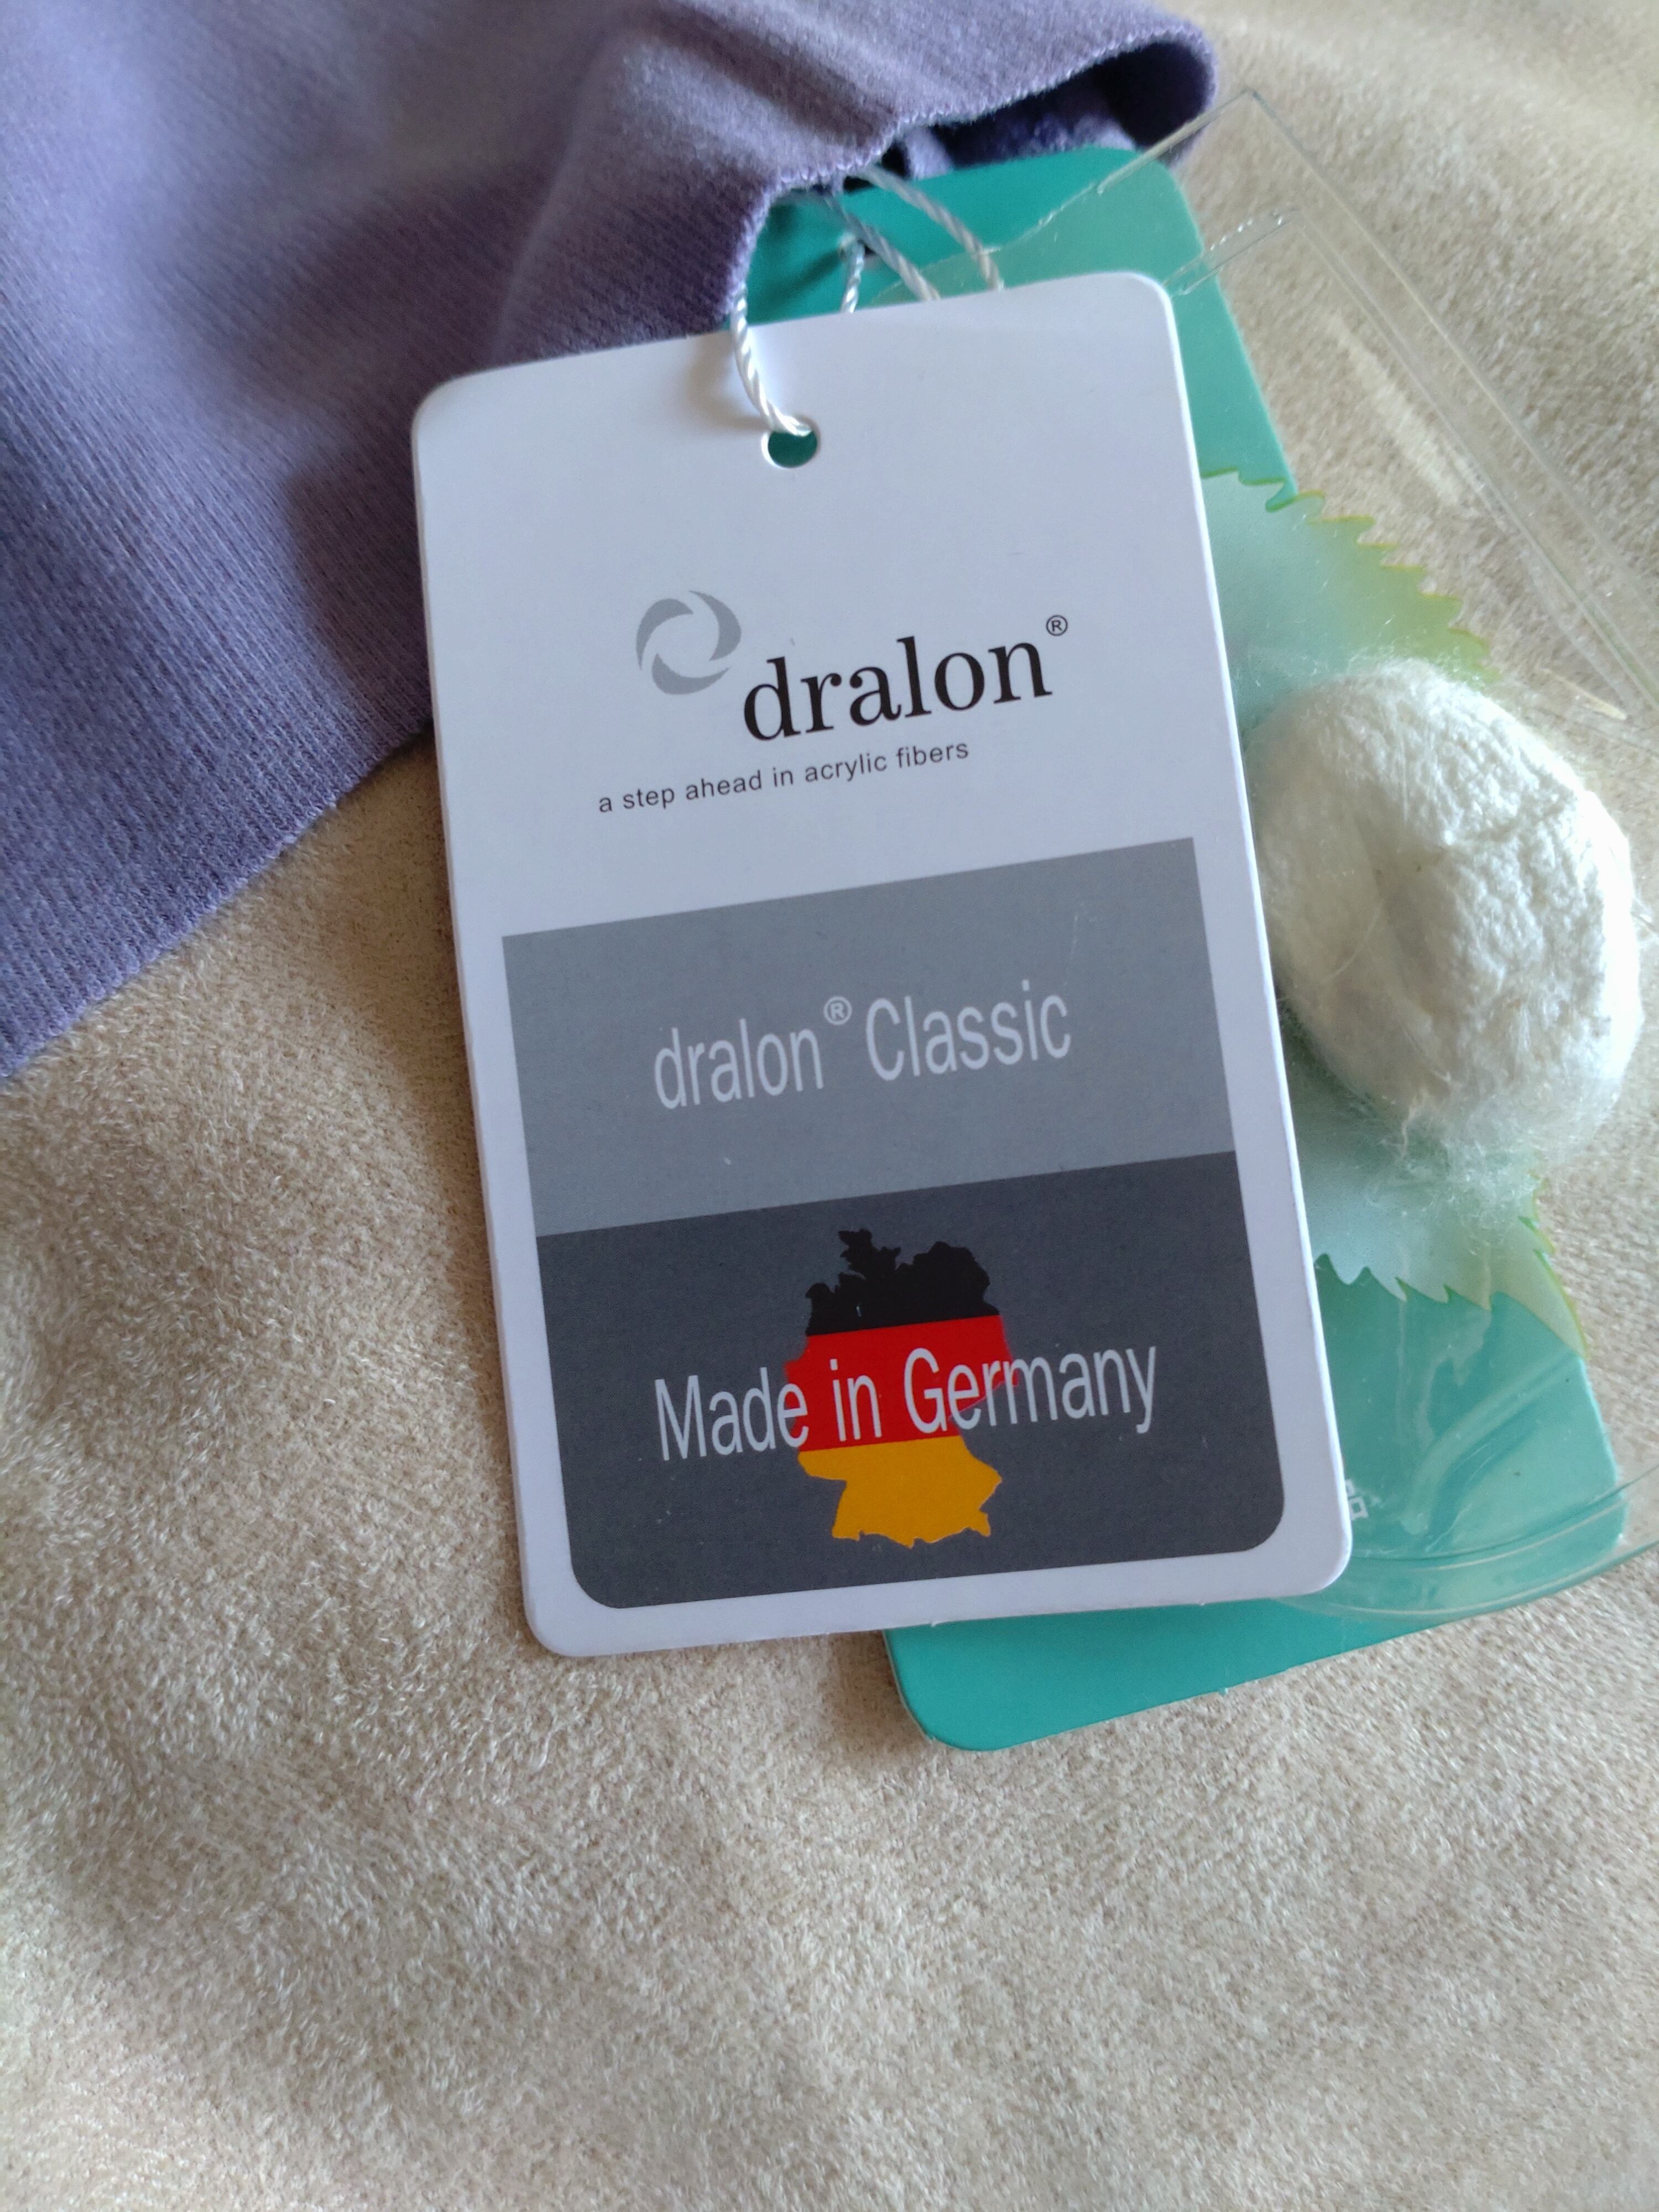 dralon®
a step ahead in acrylic fibers
dralon® Classic
Made in Germany